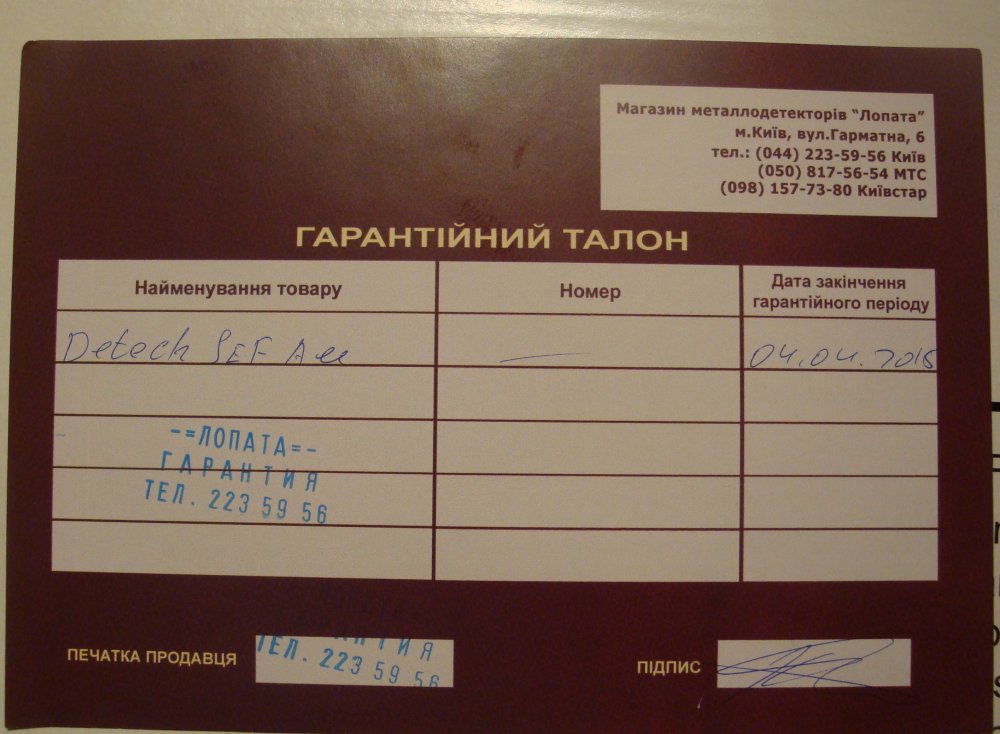 Магазин металлодетекторів “Лопата”
м.Київ, вул.Гарматна, 6
тел.: (044) 223-59-56 Київ
(050) 817-56-54 МТС
(098) 157-73-80 Київстар
ГАРАНТІЙНИЙ ТАЛОН
Найменування товару
Номер
Дата закінчення
гарантійного періоду
Detech SEF
04.04.2015
-=ЛОПАТА=-
ГАРАНТИЯ
ТЕЛ. 223 59 56
ПЕЧАТКА ПРОДАВЦЯ
ТЕЛ. 223 59 56
ПІДПИС